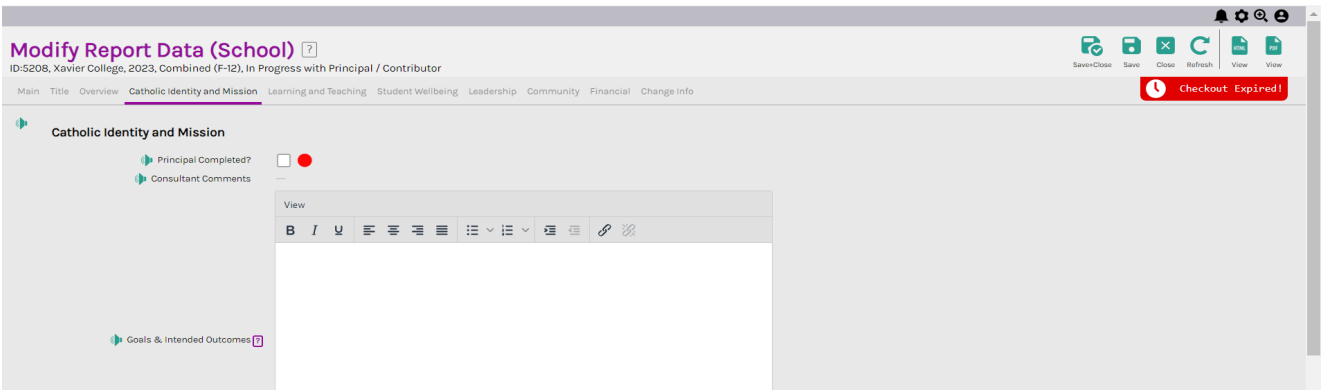 Modify Report Data (School) ?
ID:5208, Xavier College, 2023, Combined (F-12), In Progress with Principal / Contributor
Save+Close Save Close Refresh View View
HTML PDF
Main Title Overview Catholic Identity and Mission Learning and Teaching Student Wellbeing Leadership Community Financial Change Info
Checkout Expired!
Catholic Identity and Mission
Principal Completed?
Consultant Comments —
View
B I U
Goals & Intended Outcomes ?